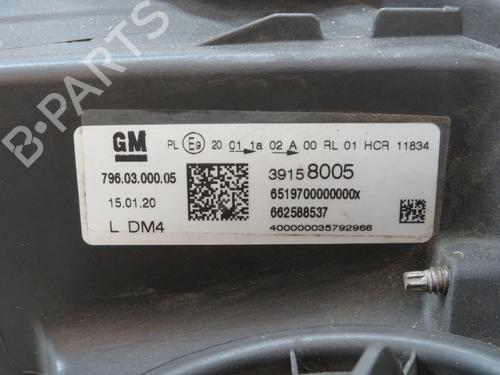 GM
PL E9 20 01 1a 02 A 00 RL 01 HCR 11834
796.03.000.05
15.01.20
L DM4
39158005
6519700000000x
662588537
400000035792966
B-PARTS